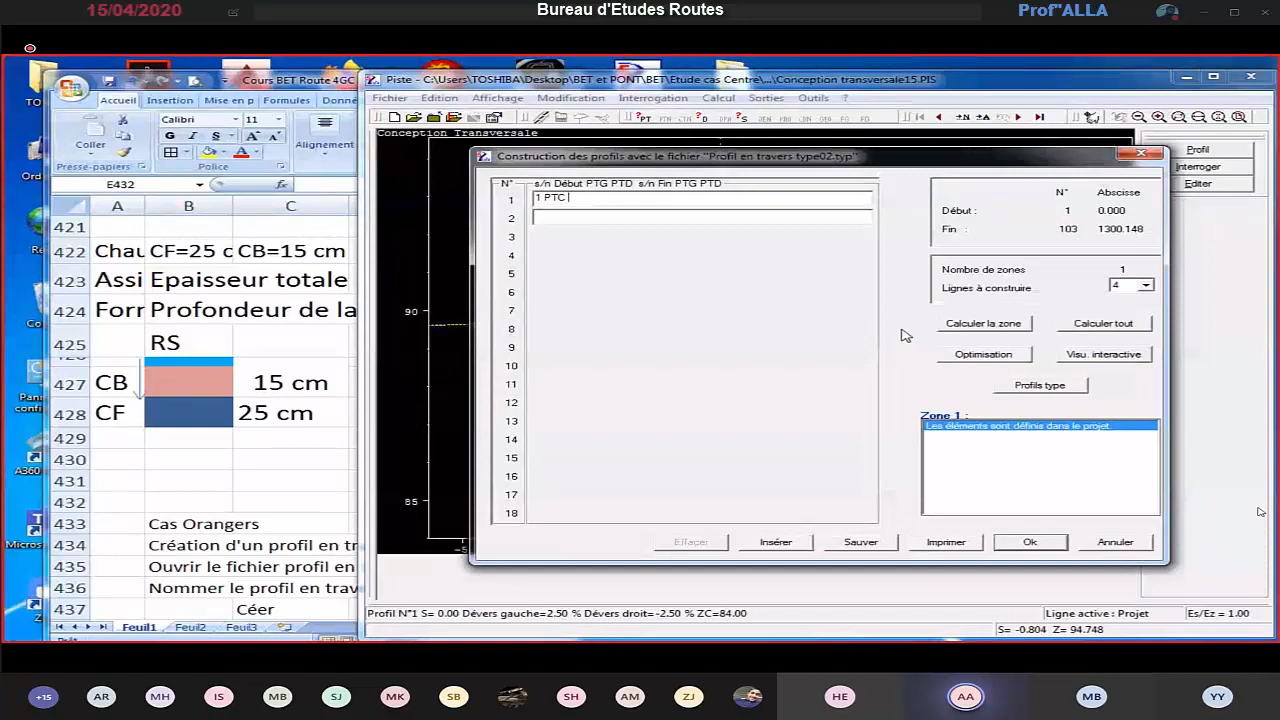 15/04/2020
Bureau d'Etudes Routes
Prof"ALLA
Cours BET Route 4GC
Piste - C:\Users\TOSHIBA\Desktop\BET et PONT\BET\Etude cas Centre\...\Conception transversale15.PIS
Accueil Insertion Mise en p Formules Donn
Fichier Edition Affichage Modification Interrogation Calcul Sorties Outils ?
Calibri 11
Coller
G I S
Alignement
Presse-papiers
Police
E432
fx
A B C
421
422 Chau CF=25 c CB=15 cm
423 Assi Epaisseur totale
424 Forr Profondeur de la
425 RS
427 CB 15 cm
428 CF 25 cm
429
430
431
432
433 Cas Orangers
434 Création d'un profil en tr
435 Ouvrir le fichier profil en
436 Nommer le profil en trav
437 Céer
Feuil1 Feuil2 Feuil3
Conception Transversale
90
85
Profil
Interroger
Editer
Construction des profils avec le fichier "Profil en travers type02.typ"
N° s/n Début PTG PTD s/n Fin PTG PTD
1 1 PTC
2
3
4
5
6
7
8
9
10
11
12
13
14
15
16
17
18
N° Abscisse
Début : 1 0.000
Fin : 103 1300.148
Nombre de zones 1
Lignes à construire 4
Calculer la zone Calculer tout
Optimisation Visu. interactive
Profils type
Zone 1 :
Les éléments sont définis dans le projet.
Effacer Insérer Sauver Imprimer Ok Annuler
Profil N°1 S= 0.00 Dévers gauche=2.50 % Dévers droit=-2.50 % ZC=84.00
Ligne active : Projet
Es/Ez = 1.00
S= -0.804 Z= 94.748
+15 AR MH IS MB SJ MK SB SH AM ZJ HE AA MB YY